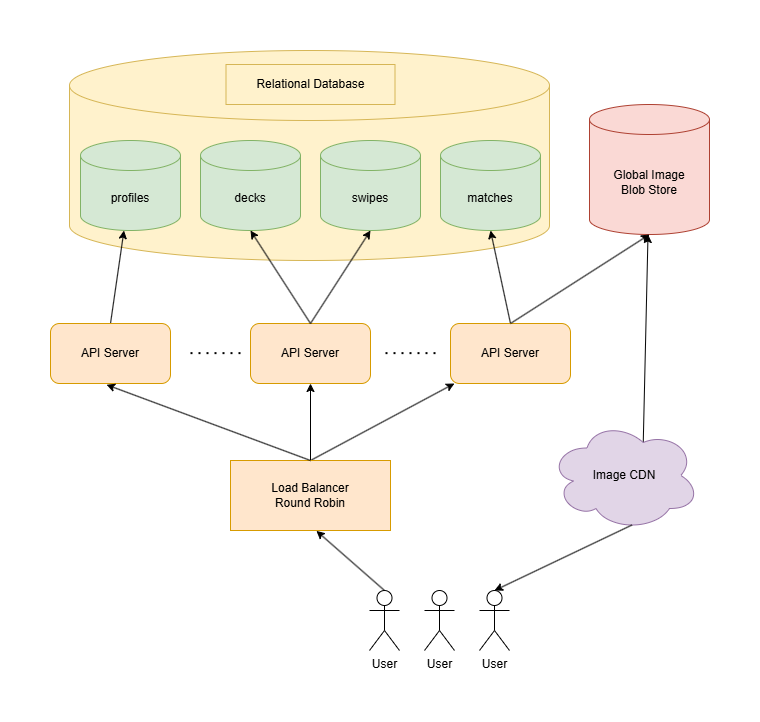 Relational Database
profiles
decks
swipes
matches
Global Image
Blob Store
API Server
.......
API Server
.......
API Server
Load Balancer
Round Robin
Image CDN
User
User
User